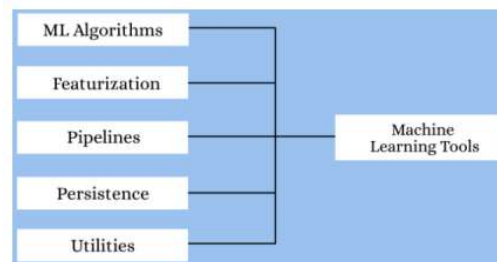 ML Algorithms
Featurization
Pipelines
Machine
Learning Tools
Persistence
Utilities